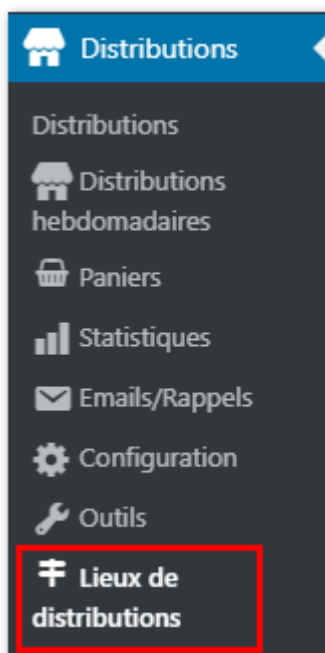 Distributions
Distributions
Distributions
hebdomadaires
Paniers
Statistiques
Emails/Rappels
Configuration
Outils
Lieux de
distributions